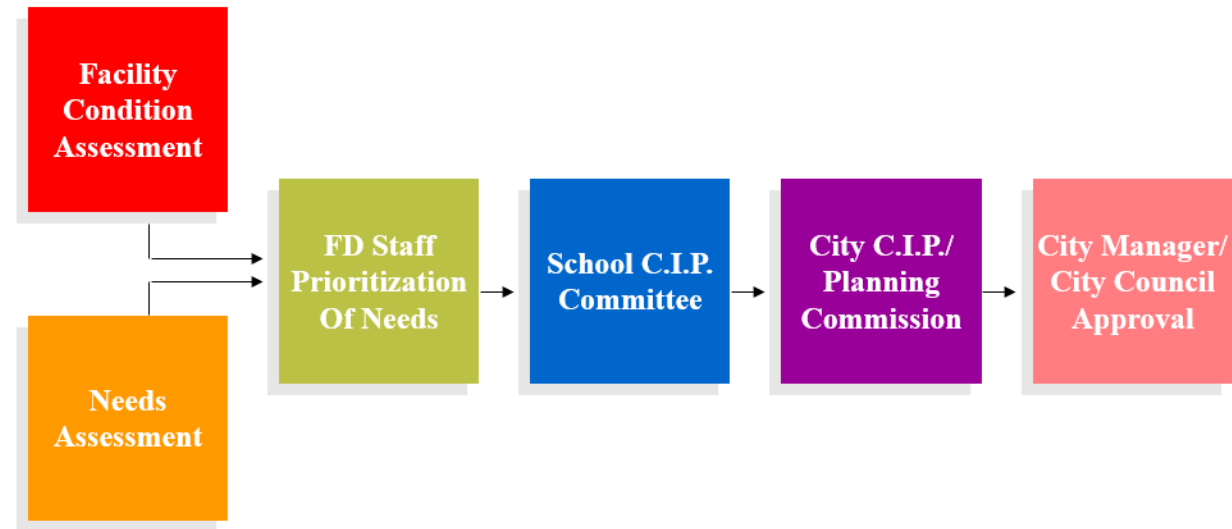 Facility
Condition
Assessment
Needs
Assessment
FD Staff
Prioritization
Of Needs
School C.I.P.
Committee
City C.I.P./
Planning
Commission
City Manager/
City Council
Approval